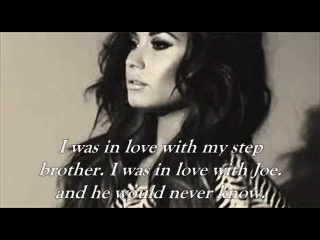 I was in love with my step
brother. I was in love with Joe.
and he would never know.